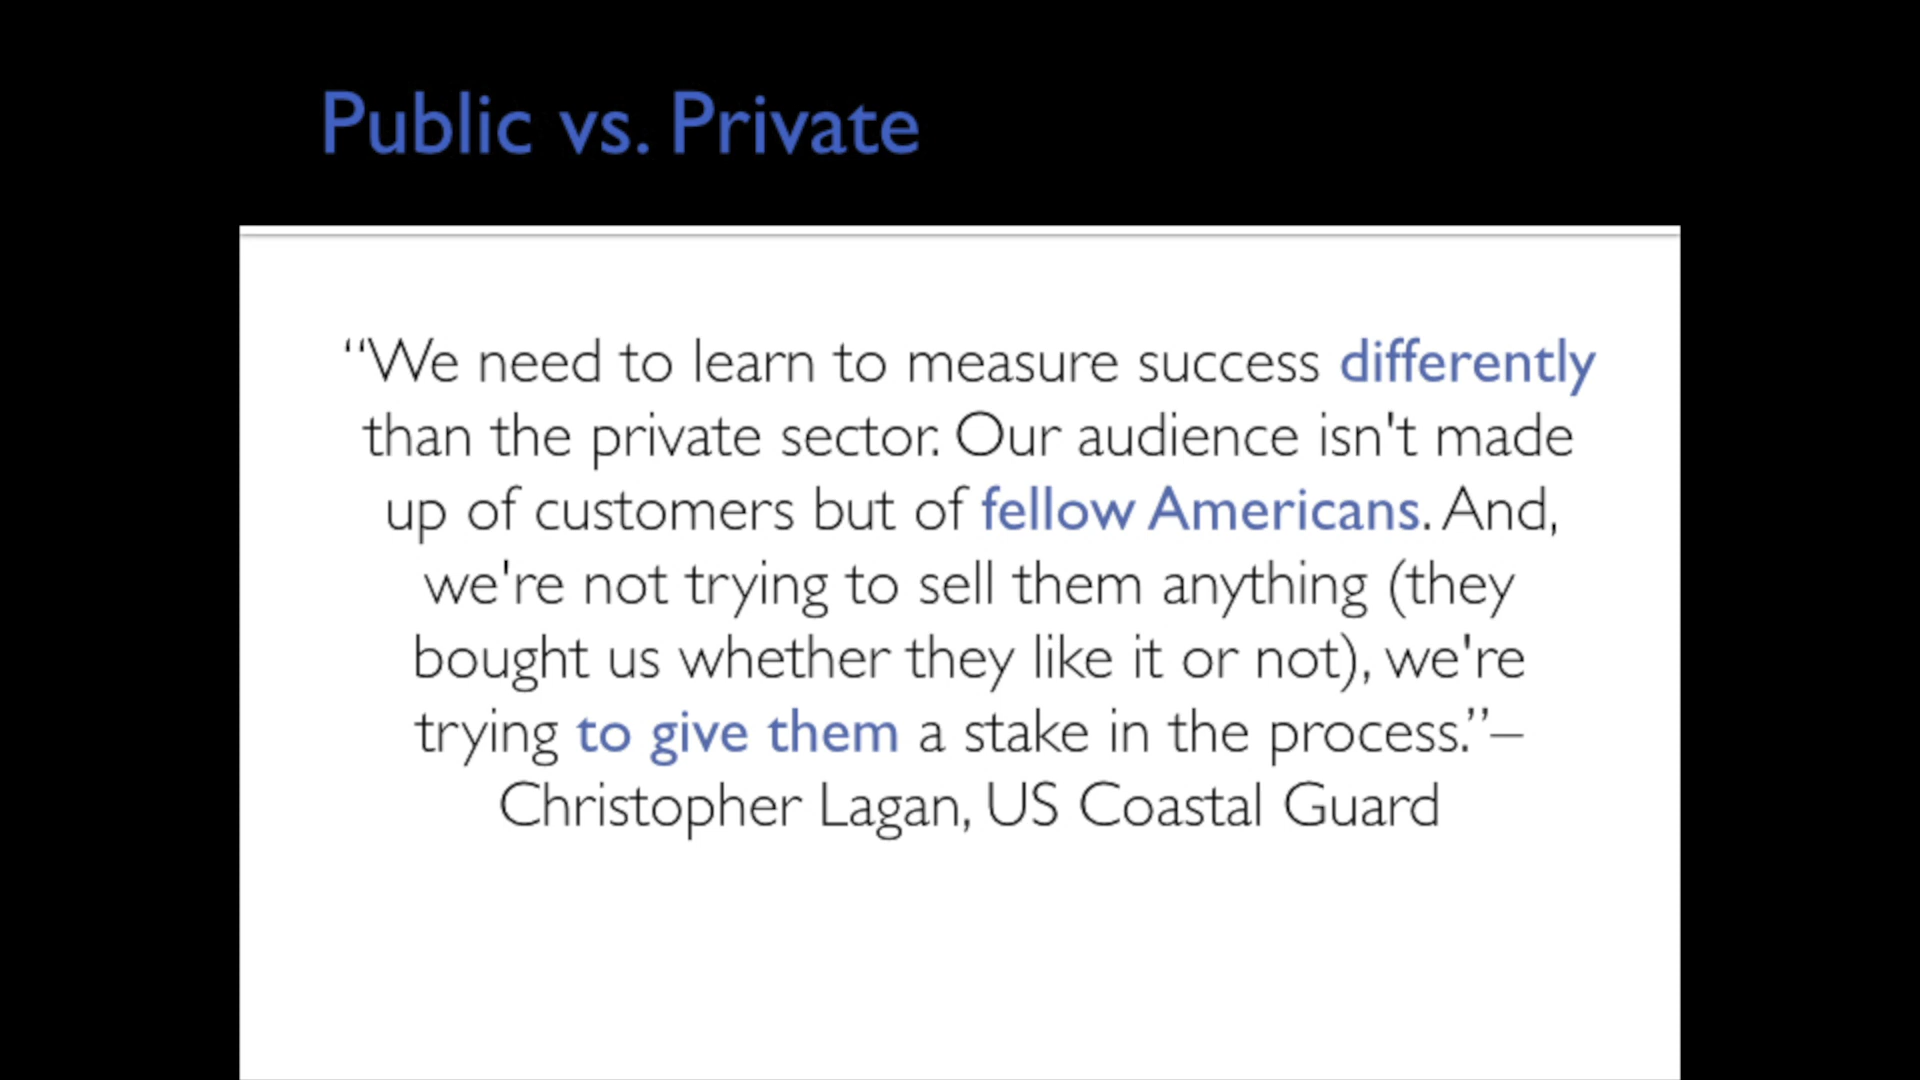 Public vs. Private
“We need to learn to measure success differently
than the private sector. Our audience isn't made
up of customers but of fellow Americans. And,
we're not trying to sell them anything (they
bought us whether they like it or not), we're
trying to give them a stake in the process.”–
Christopher Lagan, US Coastal Guard